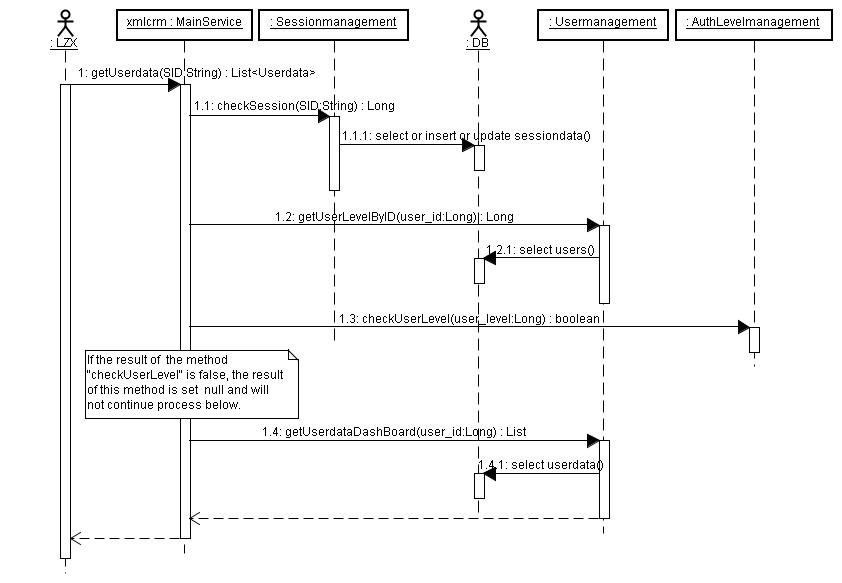 xmlcrm : MainService
: Sessionmanagement
: Usermanagement
: AuthLevelmanagement
: LZX
: DB
1: getUserdata(SID:String) : List<Userdata>
1.1: checkSession(SID:String) : Long
1.1.1: select or insert or update sessiondata()
1.2: getUserLevelByID(user_id:Long) : Long
1.2.1: select users()
1.3: checkUserLevel(user_level:Long) : boolean
If the result of the method
"checkUserLevel" is false, the result
of this method is set null and will
not continue process below.
1.4: getUserdataDashBoard(user_id:Long) : List
1.4.1: select userdata()